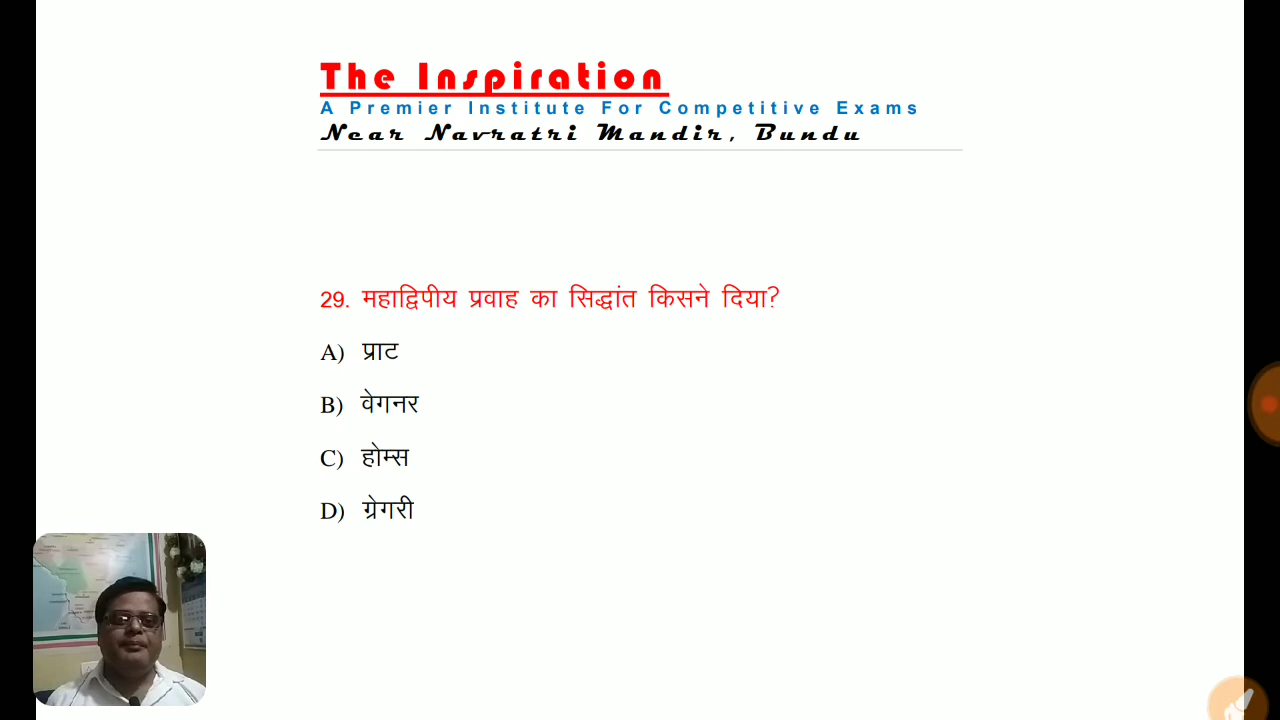 The Inspiration
A Premier Institute For Competitive Exams
Near Navratri Mandir, Bundu
29. महाद्विपीय प्रवाह का सिद्धांत किसने दिया?
A) प्राट
B) वेगनर
C) होम्स
D) ग्रेगरी